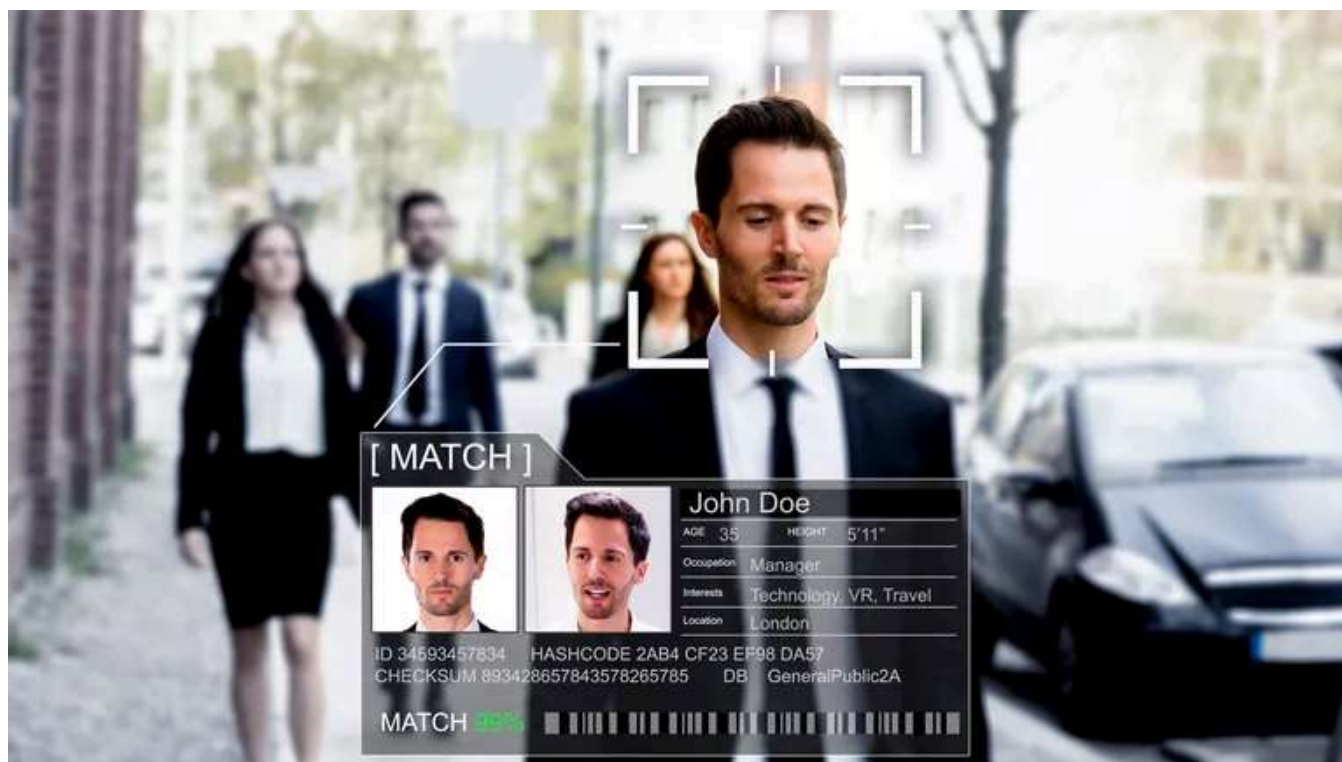 [ MATCH ]
John Doe
AGE 35 HEIGHT 5'11"
Occupation Manager
Interests Technology, VR, Travel
Location London
ID 34593457834 HASHCODE 2AB4 CF23 EF98 DA57
CHECKSUM 893428657843578265785 DB GeneralPublic2A
MATCH 99%